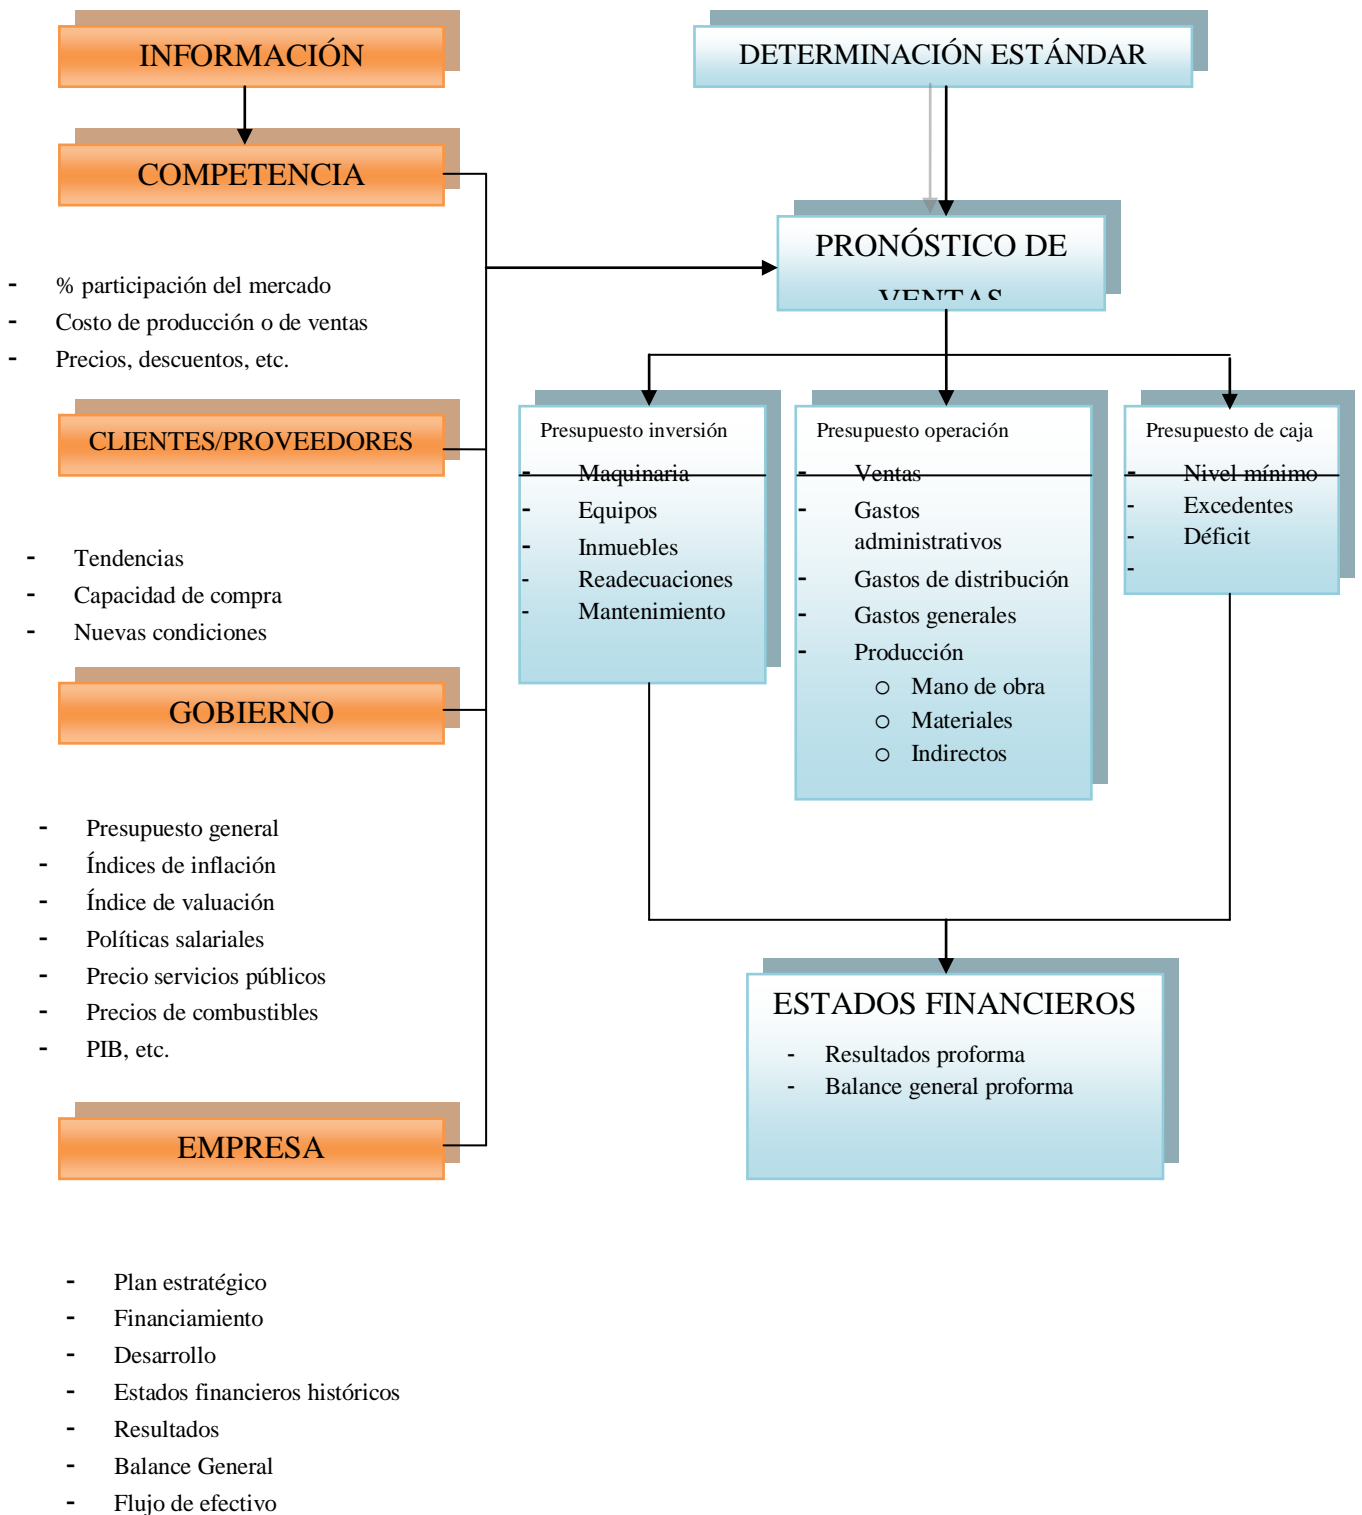 INFORMACIÓN
COMPETENCIA
- % participación del mercado
- Costo de producción o de ventas
- Precios, descuentos, etc.
CLIENTES/PROVEEDORES
- Tendencias
- Capacidad de compra
- Nuevas condiciones
GOBIERNO
- Presupuesto general
- Índices de inflación
- Índice de valuación
- Políticas salariales
- Precio servicios públicos
- Precios de combustibles
- PIB, etc.
EMPRESA
- Plan estratégico
- Financiamiento
- Desarrollo
- Estados financieros históricos
- Resultados
- Balance General
- Flujo de efectivo
DETERMINACIÓN ESTÁNDAR
PRONÓSTICO DE
VENTAS
Presupuesto inversión
- Maquinaria
- Equipos
- Inmuebles
- Readecuaciones
- Mantenimiento
Presupuesto operación
- Ventas
- Gastos
administrativos
- Gastos de distribución
- Gastos generales
- Producción
o Mano de obra
o Materiales
o Indirectos
Presupuesto de caja
- Nivel mínimo
- Excedentes
- Déficit
-
ESTADOS FINANCIEROS
- Resultados proforma
- Balance general proforma